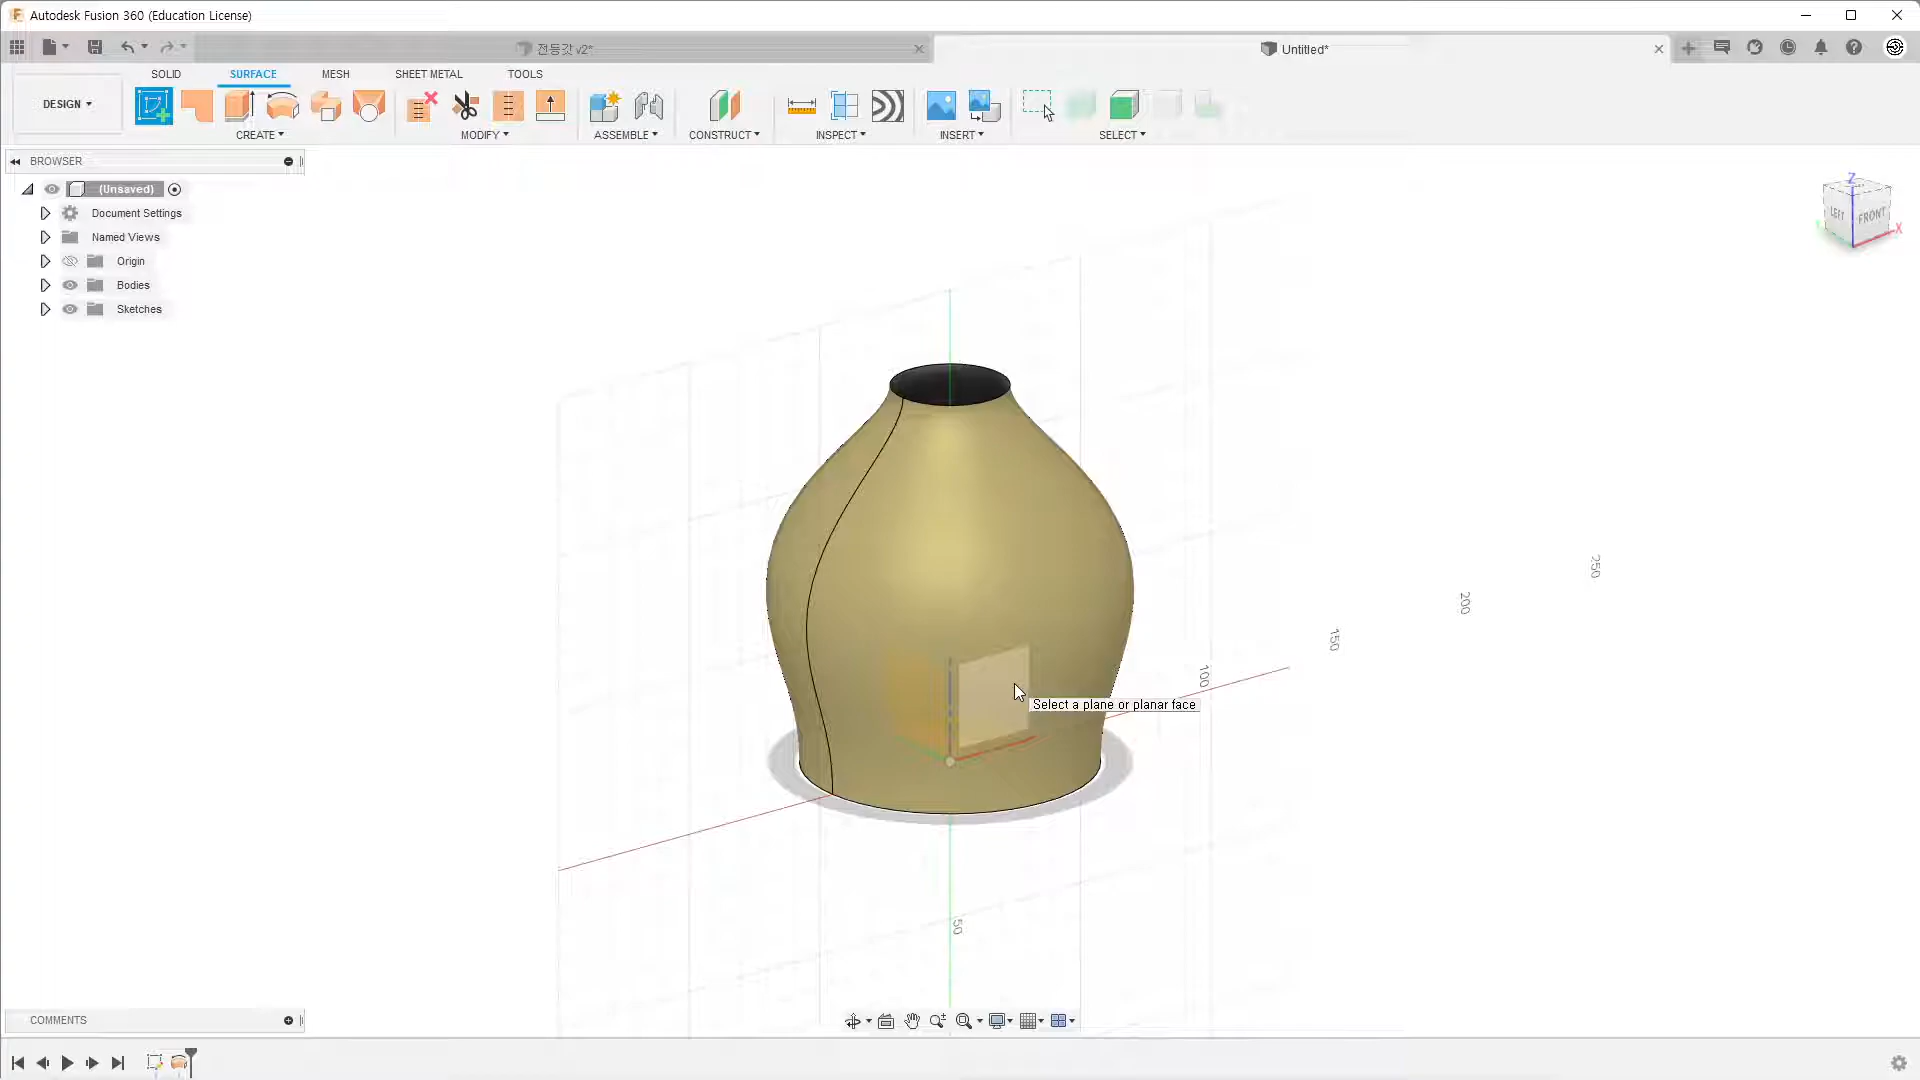 Autodesk Fusion 360 (Education License)
전등갓 v2*
Untitled*
SOLID
SURFACE
MESH
SHEET METAL
TOOLS
DESIGN
CREATE
MODIFY
ASSEMBLE
CONSTRUCT
INSPECT
INSERT
SELECT
BROWSER
(Unsaved)
Document Settings
Named Views
Origin
Bodies
Sketches
Z
LEFT
FRONT
X
250
200
150
100
Select a plane or planar face
50
COMMENTS